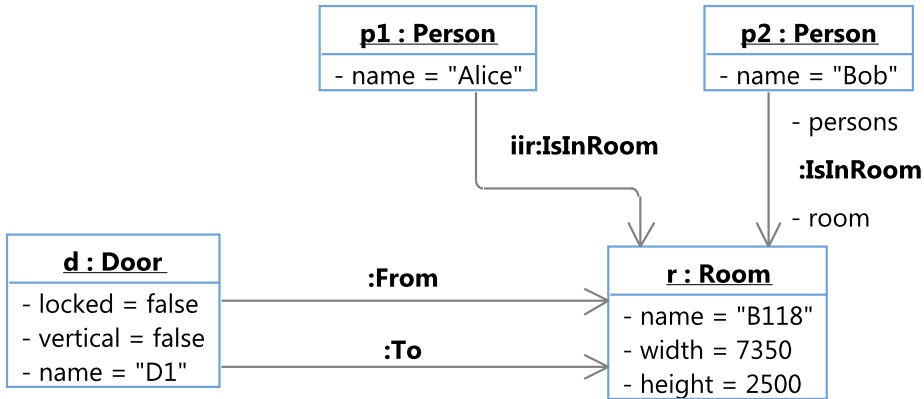 p1 : Person
- name = "Alice"
p2 : Person
- name = "Bob"
- persons
iir:IsInRoom
:IsInRoom
- room
d : Door
- locked = false
- vertical = false
- name = "D1"
:From
:To
r : Room
- name = "B118"
- width = 7350
- height = 2500